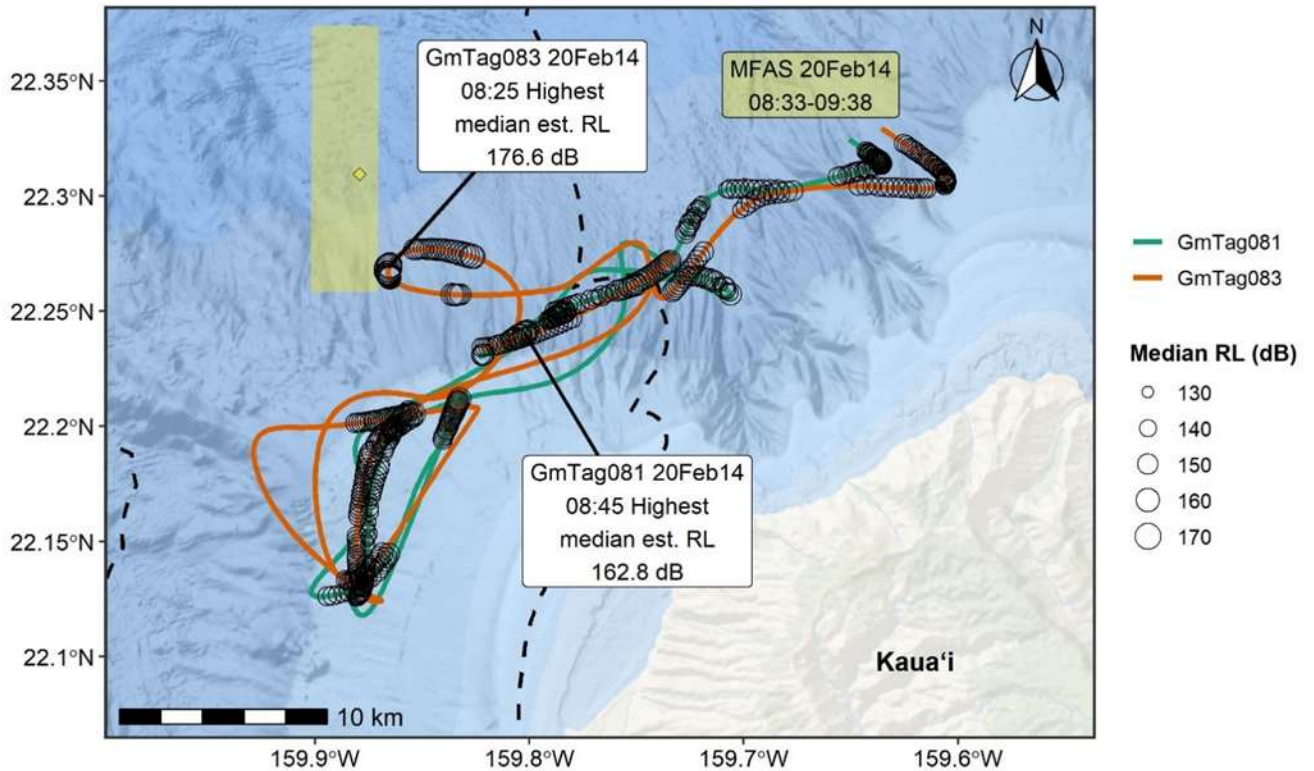 N
GmTag083 20Feb14
08:25 Highest
median est. RL
176.6 dB
MFAS 20Feb14
08:33-09:38
22.35°N
22.3°N
22.25°N
22.2°N
22.15°N
22.1°N
GmTag081 20Feb14
08:45 Highest
median est. RL
162.8 dB
Kauaʻi
10 km
159.9°W
159.8°W
159.7°W
159.6°W
GmTag081
GmTag083
Median RL (dB)
130
140
150
160
170